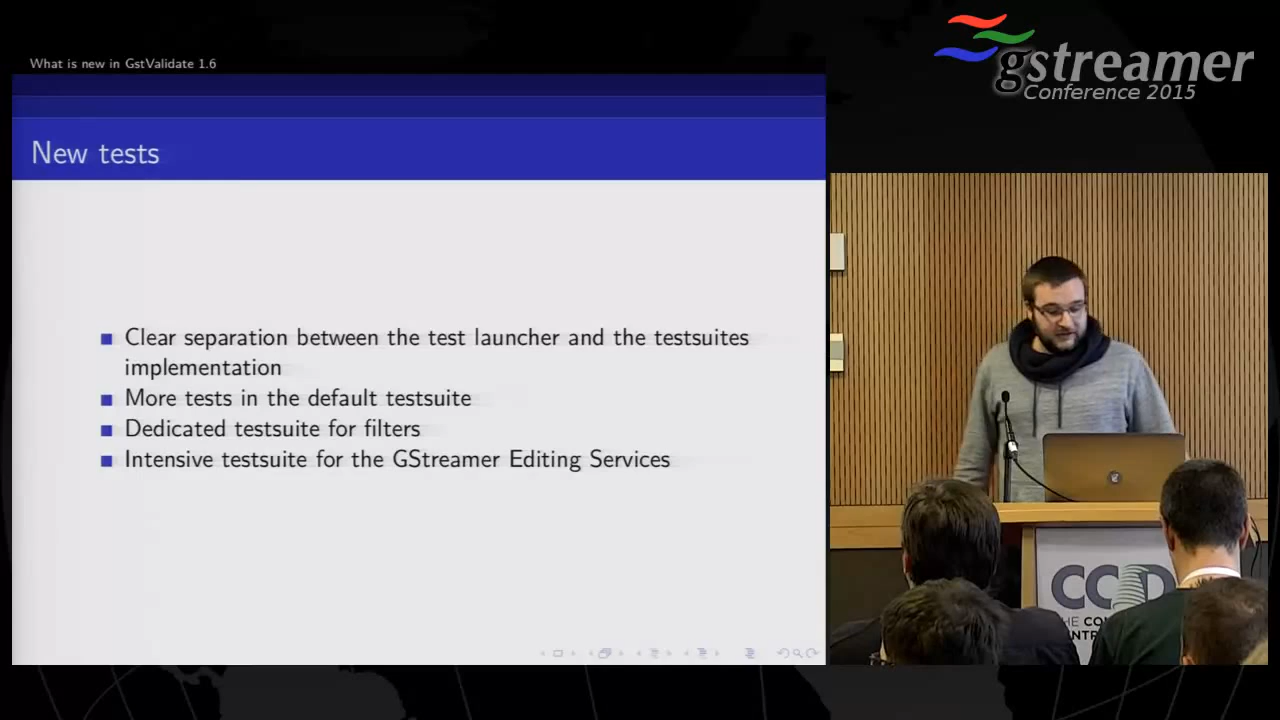 What is new in GstValidate 1.6
gstreamer
Conference 2015
New tests
Clear separation between the test launcher and the testsuites
implementation
More tests in the default testsuite
Dedicated testsuite for filters
Intensive testsuite for the GStreamer Editing Services